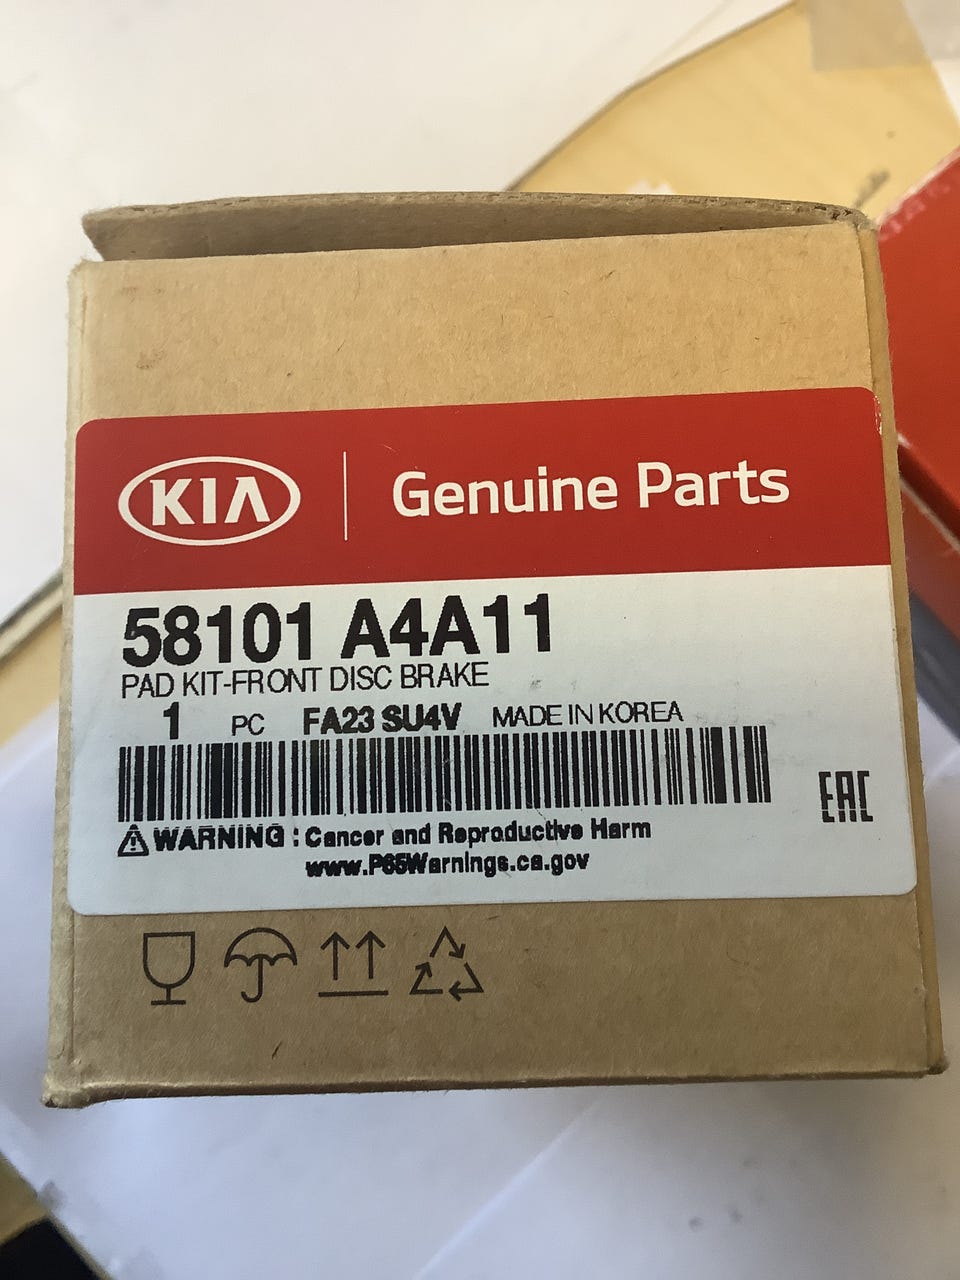 KIA Genuine Parts
58101 A4A11
PAD KIT-FRONT DISC BRAKE
1 PC FA23 SU4V MADE IN KOREA
EAC
WARNING : Cancer and Reproductive Harm
www.P65Warnings.ca.gov